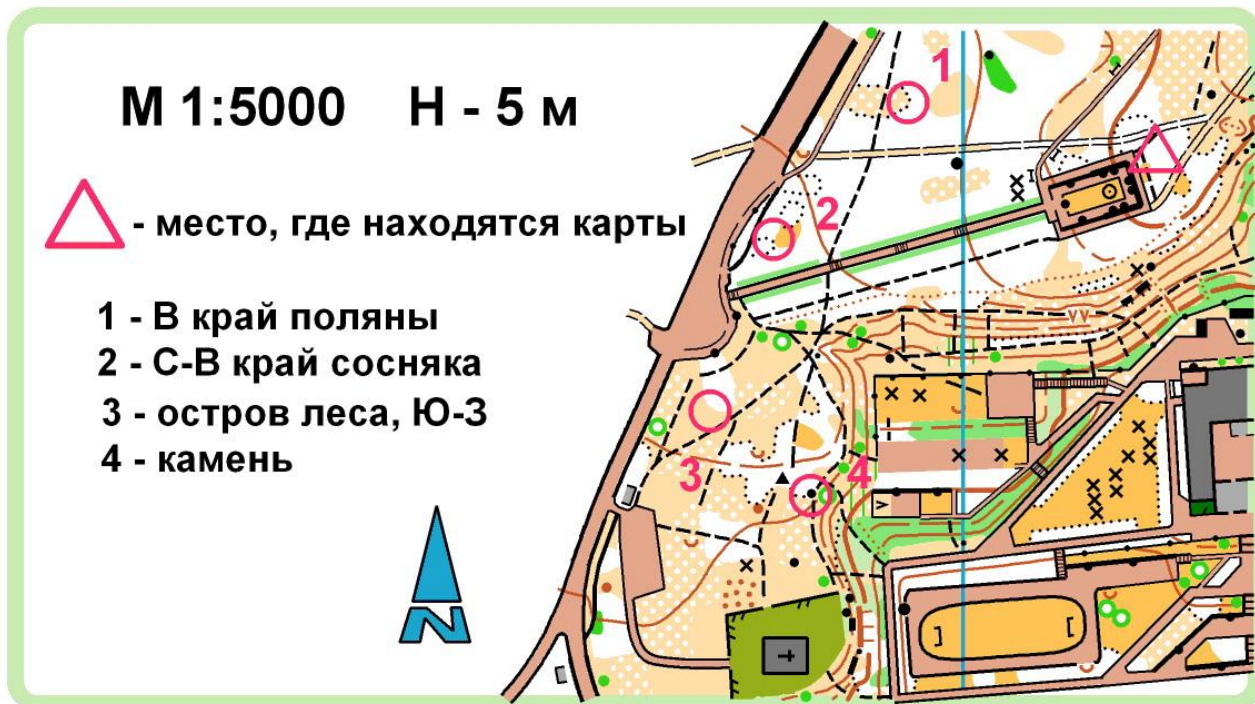 М 1:5000 Н - 5 м
- место, где находятся карты
1 - В край поляны
2 - С-В край сосняка
3 - остров леса, Ю-З
4 - камень
N
1
2
3
4